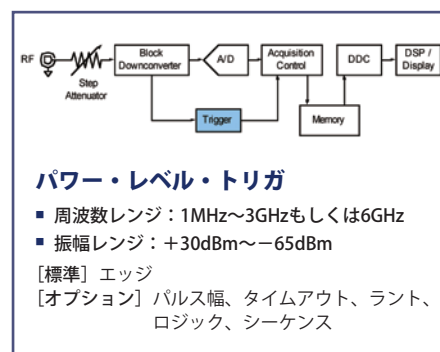 RF
Step
Attenuator
Block
Downconverter
A/D
Acquisition
Control
DDC
DSP /
Display
Trigger
Memory
パワー・レベル・トリガ
■ 周波数レンジ：1MHz～3GHzもしくは6GHz
■ 振幅レンジ：＋30dBm～－65dBm
［標準］エッジ
［オプション］パルス幅、タイムアウト、ラント、
ロジック、シーケンス